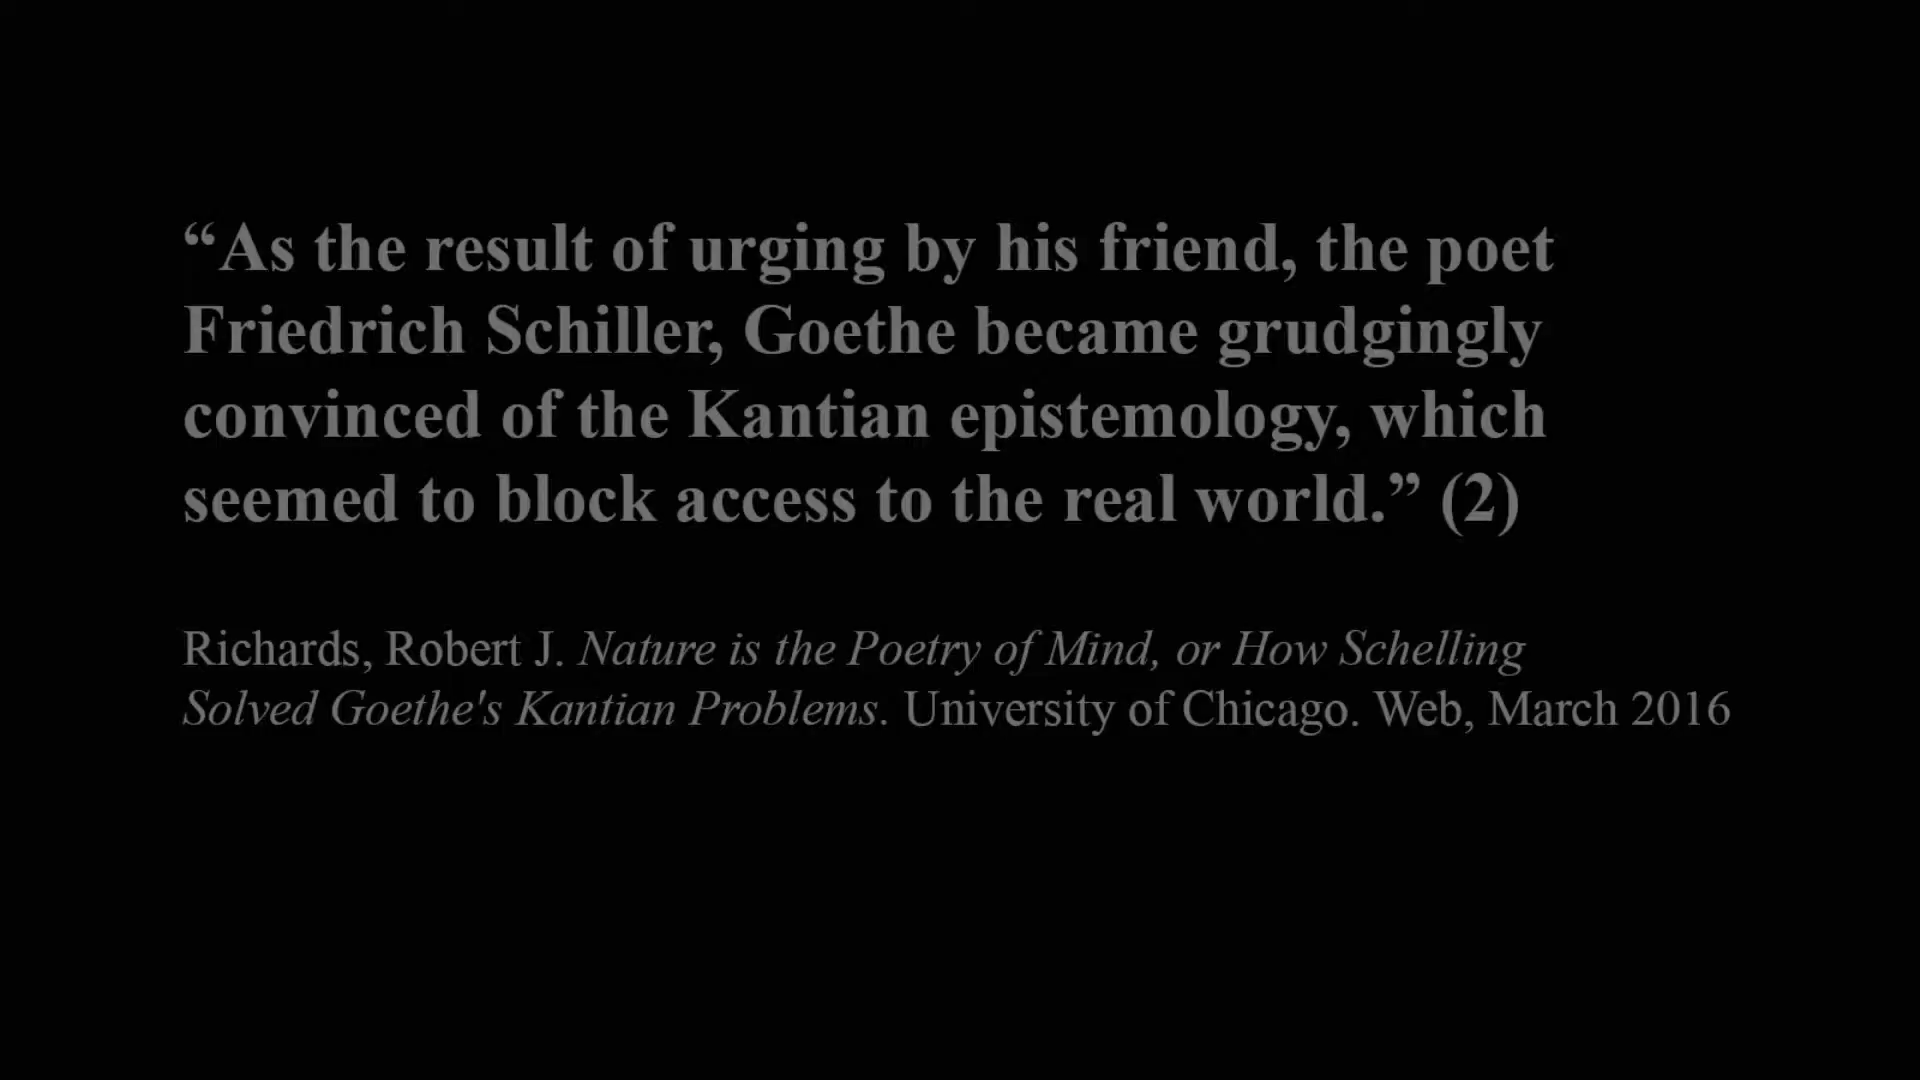 “As the result of urging by his friend, the poet
Friedrich Schiller, Goethe became grudgingly
convinced of the Kantian epistemology, which
seemed to block access to the real world.” (2)
Richards, Robert J. Nature is the Poetry of Mind, or How Schelling
Solved Goethe's Kantian Problems. University of Chicago. Web, March 2016